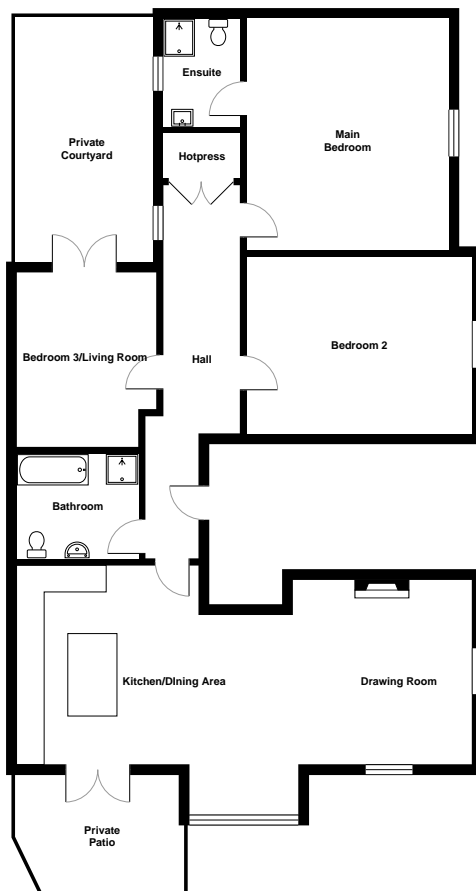 Ensuite
Private
Courtyard
Main
Bedroom
Hotpress
Bedroom 3/Living Room
Hall
Bedroom 2
Bathroom
Kitchen/DIning Area
Drawing Room
Private
Patio